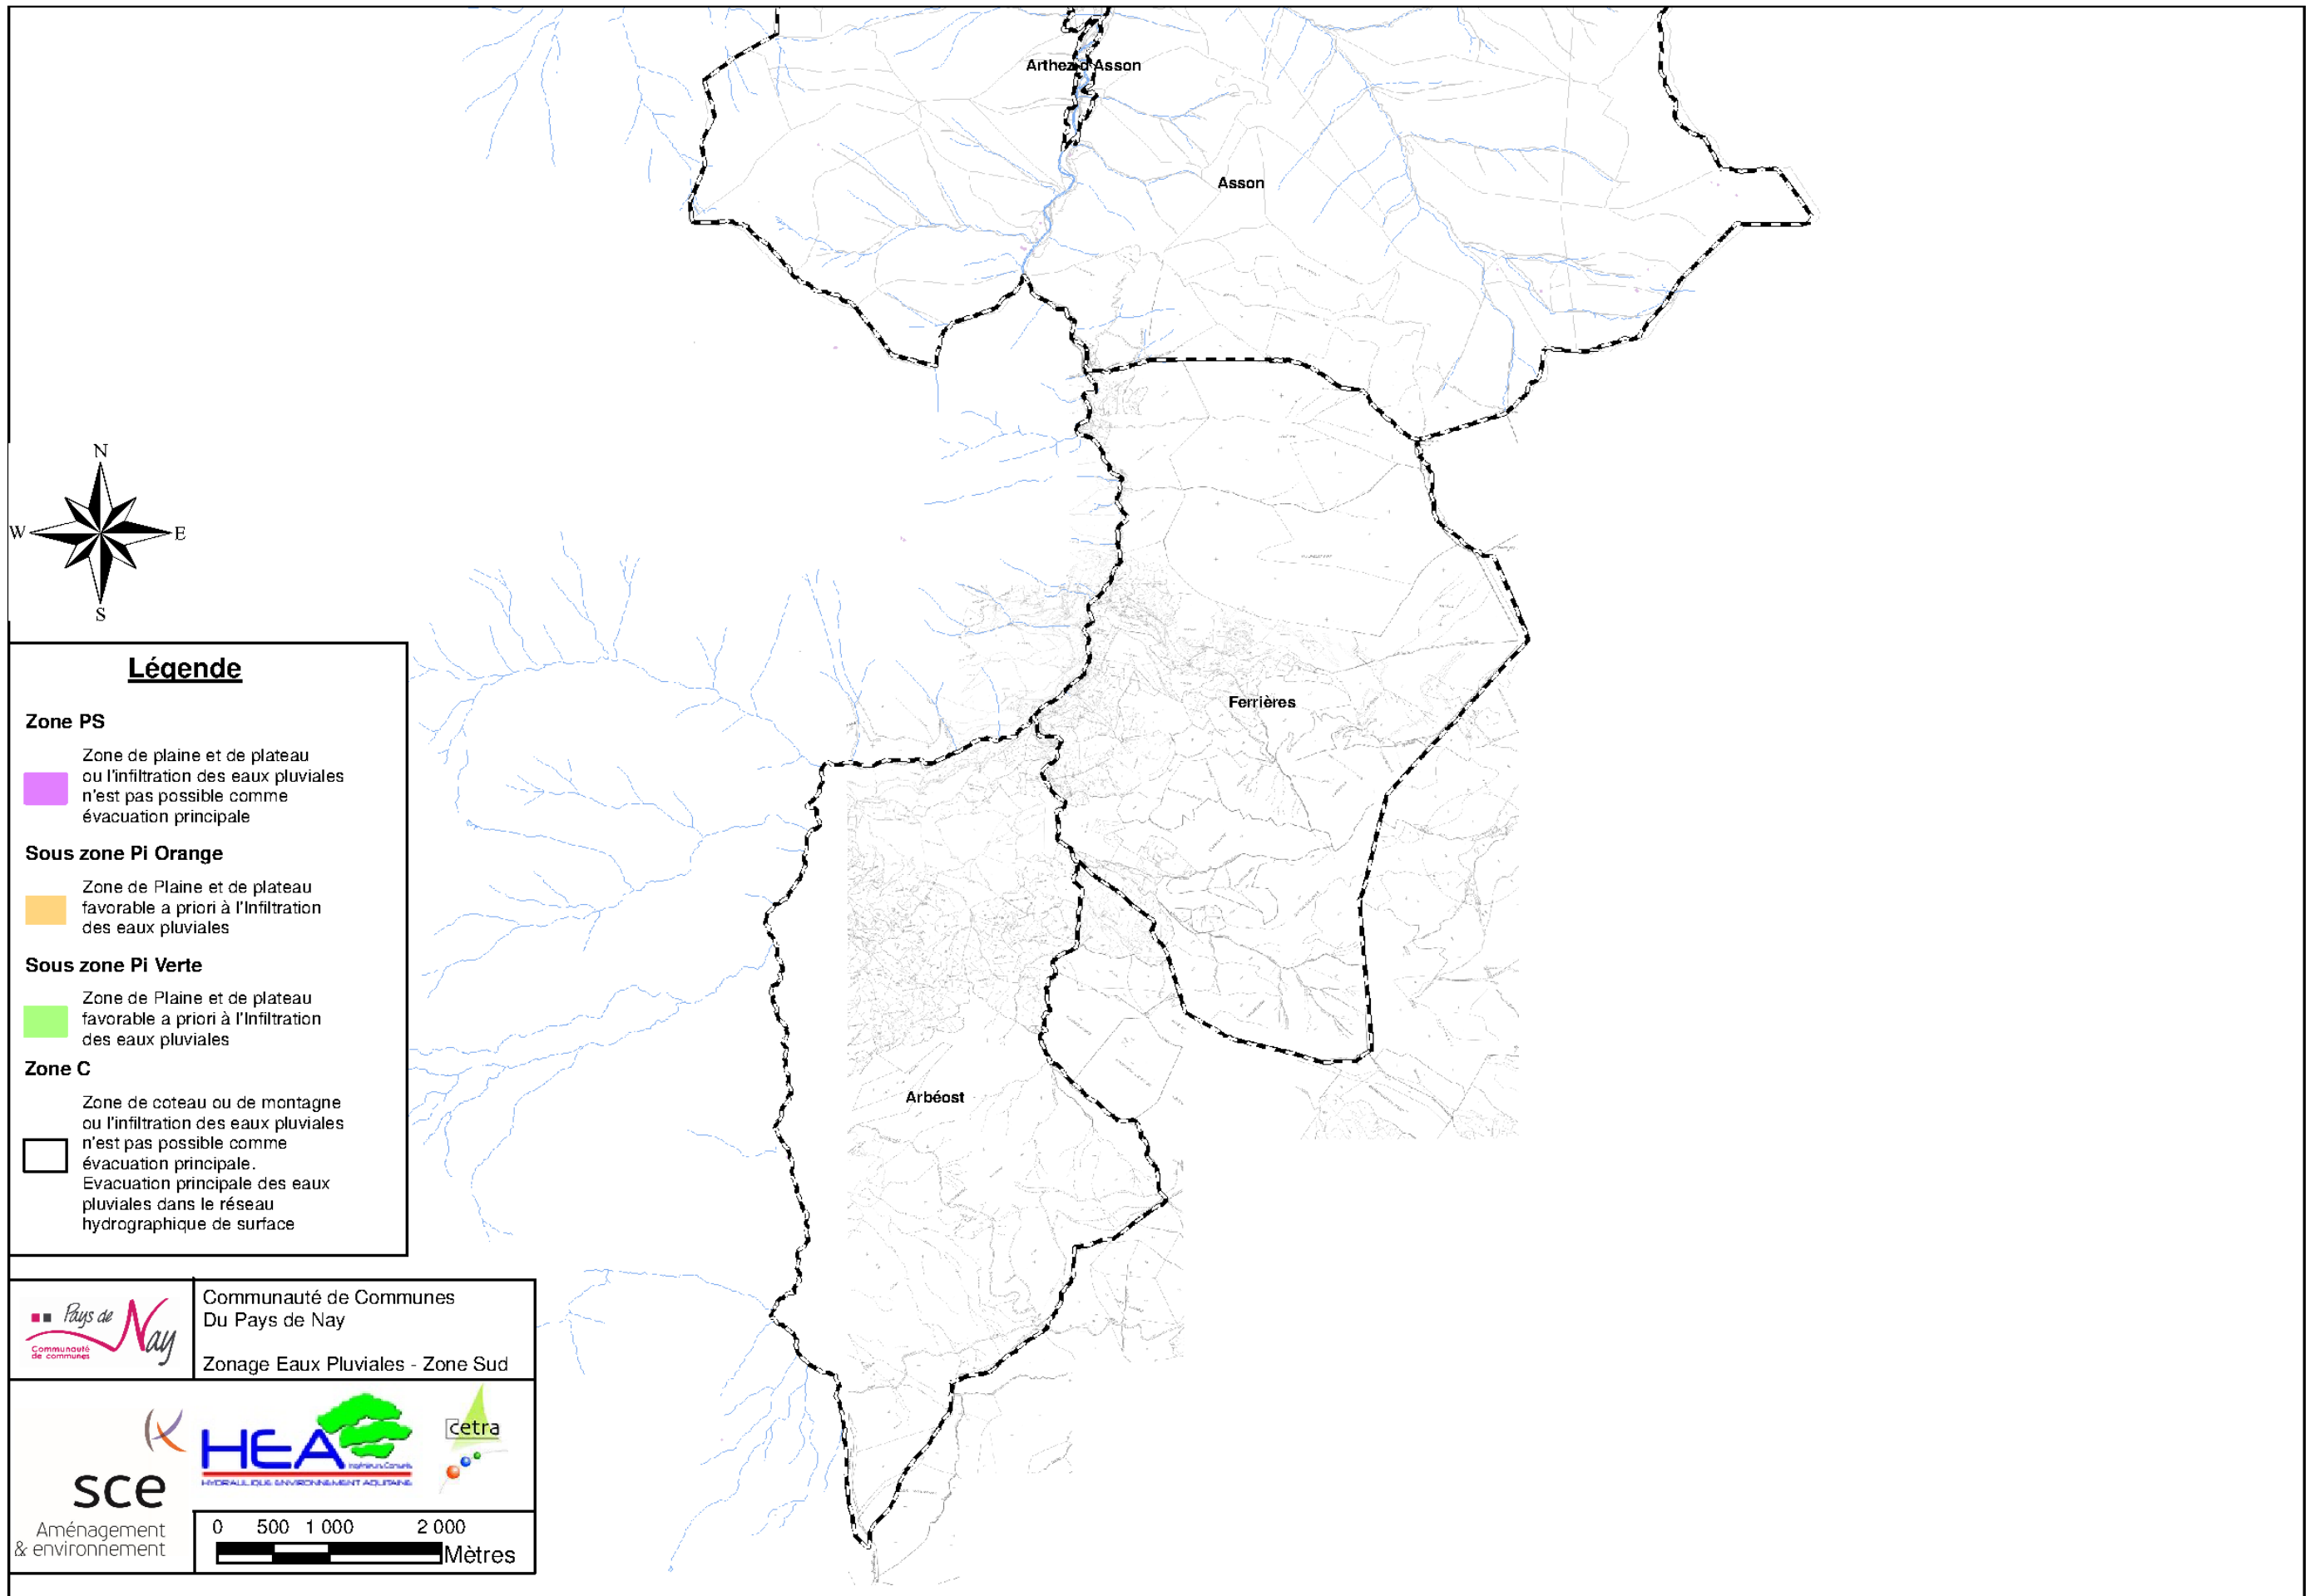 Arthez d'Asson
Asson
N
W
E
S
Ferrières
Arbéost
Légende
Zone PS
Zone de plaine et de plateau
ou l'infiltration des eaux pluviales
n'est pas possible comme
évacuation principale
Sous zone Pi Orange
Zone de Plaine et de plateau
favorable a priori à l'Infiltration
des eaux pluviales
Sous zone Pi Verte
Zone de Plaine et de plateau
favorable a priori à l'Infiltration
des eaux pluviales
Zone C
Zone de coteau ou de montagne
ou l'infiltration des eaux pluviales
n'est pas possible comme
évacuation principale.
Evacuation principale des eaux
pluviales dans le réseau
hydrographique de surface
Pays de Nay
Communauté
de communes
Communauté de Communes
Du Pays de Nay
Zonage Eaux Pluviales - Zone Sud
sce
Aménagement
& environnement
HEA
Ingénieurs Conseils
HYDRAULIQUE ENVIRONNEMENT AQUITAINE
cetra
0 500 1 000 2 000
Mètres